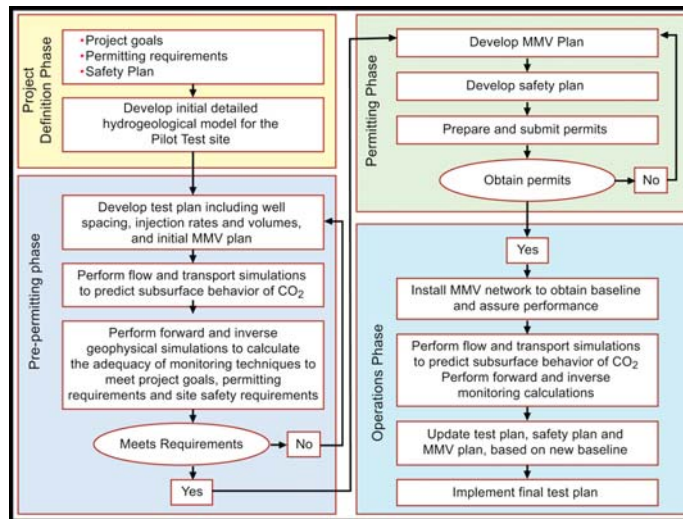 Project
Definition Phase
•Project goals
•Permitting requirements
•Safety Plan
Develop initial detailed
hydrogeological model for the
Pilot Test site
Pre-permitting phase
Develop test plan including well
spacing, injection rates and volumes,
and initial MMV plan
Perform flow and transport simulations
to predict subsurface behavior of CO2
Perform forward and inverse
geophysical simulations to calculate
the adequacy of monitoring techniques to
meet project goals, permitting
requirements and site safety requirements
Meets Requirements
No
Yes
Permitting Phase
Develop MMV Plan
Develop safety plan
Prepare and submit permits
Obtain permits
No
Yes
Operations Phase
Install MMV network to obtain baseline
and assure performance
Perform flow and transport simulations
to predict subsurface behavior of CO2
Perform forward and inverse
monitoring calculations
Update test plan, safety plan and
MMV plan, based on new baseline
Implement final test plan